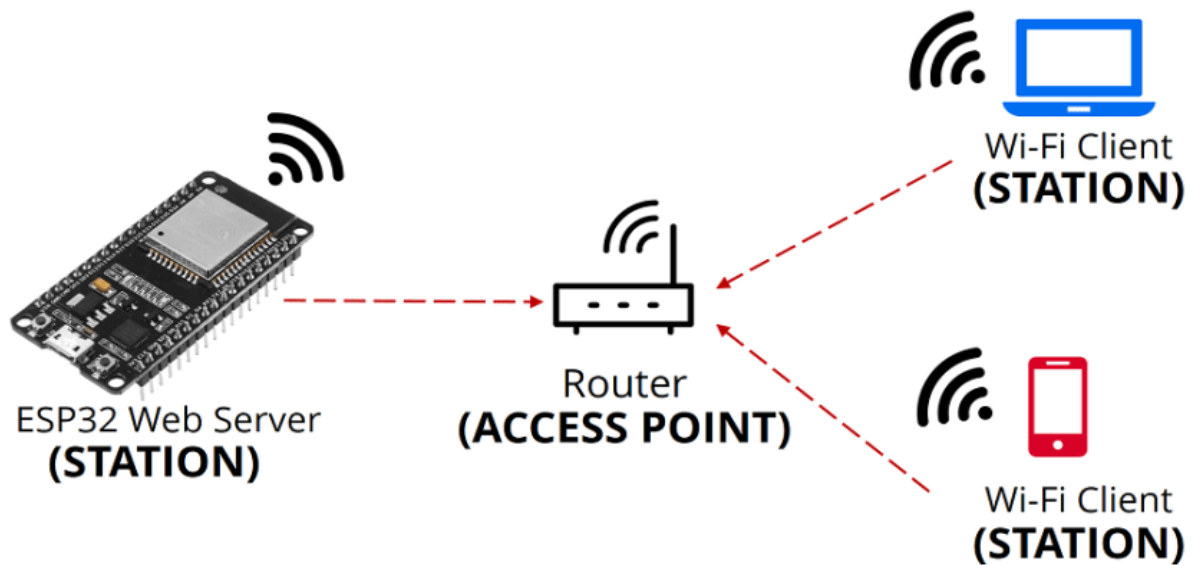 Wi-Fi Client
(STATION)
Router
(ACCESS POINT)
ESP32 Web Server
(STATION)
Wi-Fi Client
(STATION)